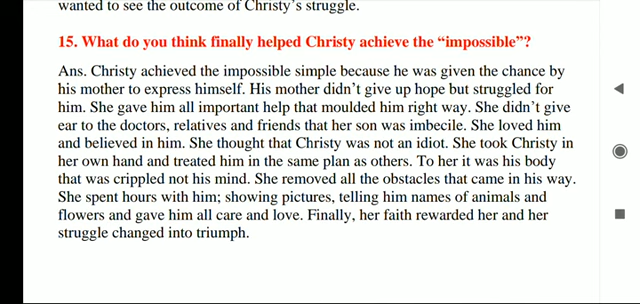 wanted to see the outcome of Christy's struggle.
15. What do you think finally helped Christy achieve the “impossible”?
Ans. Christy achieved the impossible simple because he was given the chance by
his mother to express himself. His mother didn’t give up hope but struggled for
him. She gave him all important help that moulded him right way. She didn’t give
ear to the doctors, relatives and friends that her son was imbecile. She loved him
and believed in him. She thought that Christy was not an idiot. She took Christy in
her own hand and treated him in the same plan as others. To her it was his body
that was crippled not his mind. She removed all the obstacles that came in his way.
She spent hours with him; showing pictures, telling him names of animals and
flowers and gave him all care and love. Finally, her faith rewarded her and her
struggle changed into triumph.